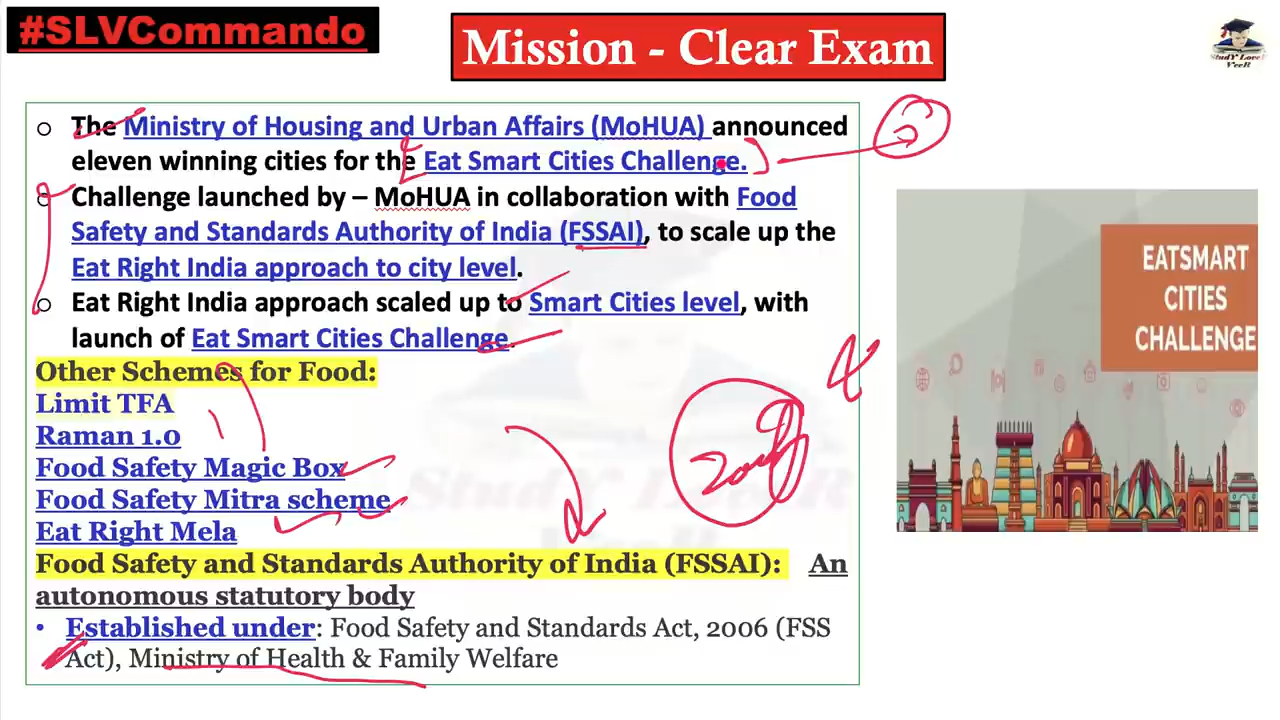 #SLVCommando
Mission - Clear Exam
StudY LoveR
VeeR
The Ministry of Housing and Urban Affairs (MoHUA) announced
eleven winning cities for the Eat Smart Cities Challenge.
Challenge launched by – MoHUA in collaboration with Food
Safety and Standards Authority of India (FSSAI), to scale up the
Eat Right India approach to city level.
Eat Right India approach scaled up to Smart Cities level, with
launch of Eat Smart Cities Challenge.
Other Schemes for Food:
Limit TFA
Raman 1.0
Food Safety Magic Box
Food Safety Mitra scheme
Eat Right Mela
Food Safety and Standards Authority of India (FSSAI): An
autonomous statutory body
• Established under: Food Safety and Standards Act, 2006 (FSS
Act), Ministry of Health & Family Welfare
EATSMART
CITIES
CHALLENGE
StudY LoveR
VeeR